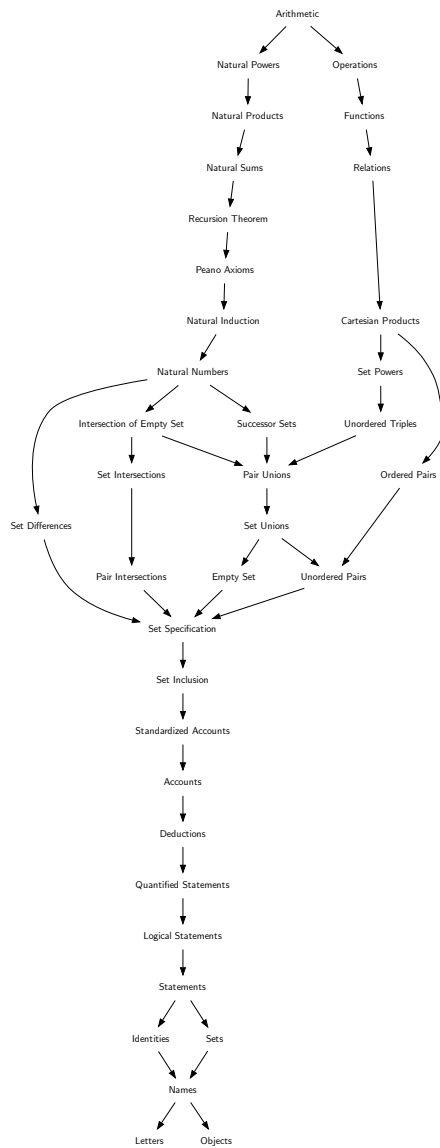 Arithmetic
Natural Powers
Operations
Natural Products
Functions
Natural Sums
Relations
Recursion Theorem
Peano Axioms
Natural Induction
Cartesian Products
Natural Numbers
Set Powers
Intersection of Empty Set
Successor Sets
Unordered Triples
Set Intersections
Pair Unions
Ordered Pairs
Set Differences
Set Unions
Pair Intersections
Empty Set
Unordered Pairs
Set Specification
Set Inclusion
Standardized Accounts
Accounts
Deductions
Quantified Statements
Logical Statements
Statements
Identities
Sets
Names
Letters
Objects